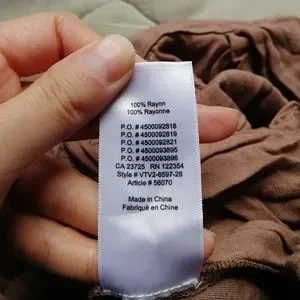 100% Rayon
100% Rayonne
P.O. # 4500092818
P.O. # 4500092819
P.O. # 4500092821
P.O. # 4500093895
P.O. # 4500093896
CA 23725 RN 122354
Style # VTV2-6597-28
Article # 56070
Made in China
Fabriqué en Chine